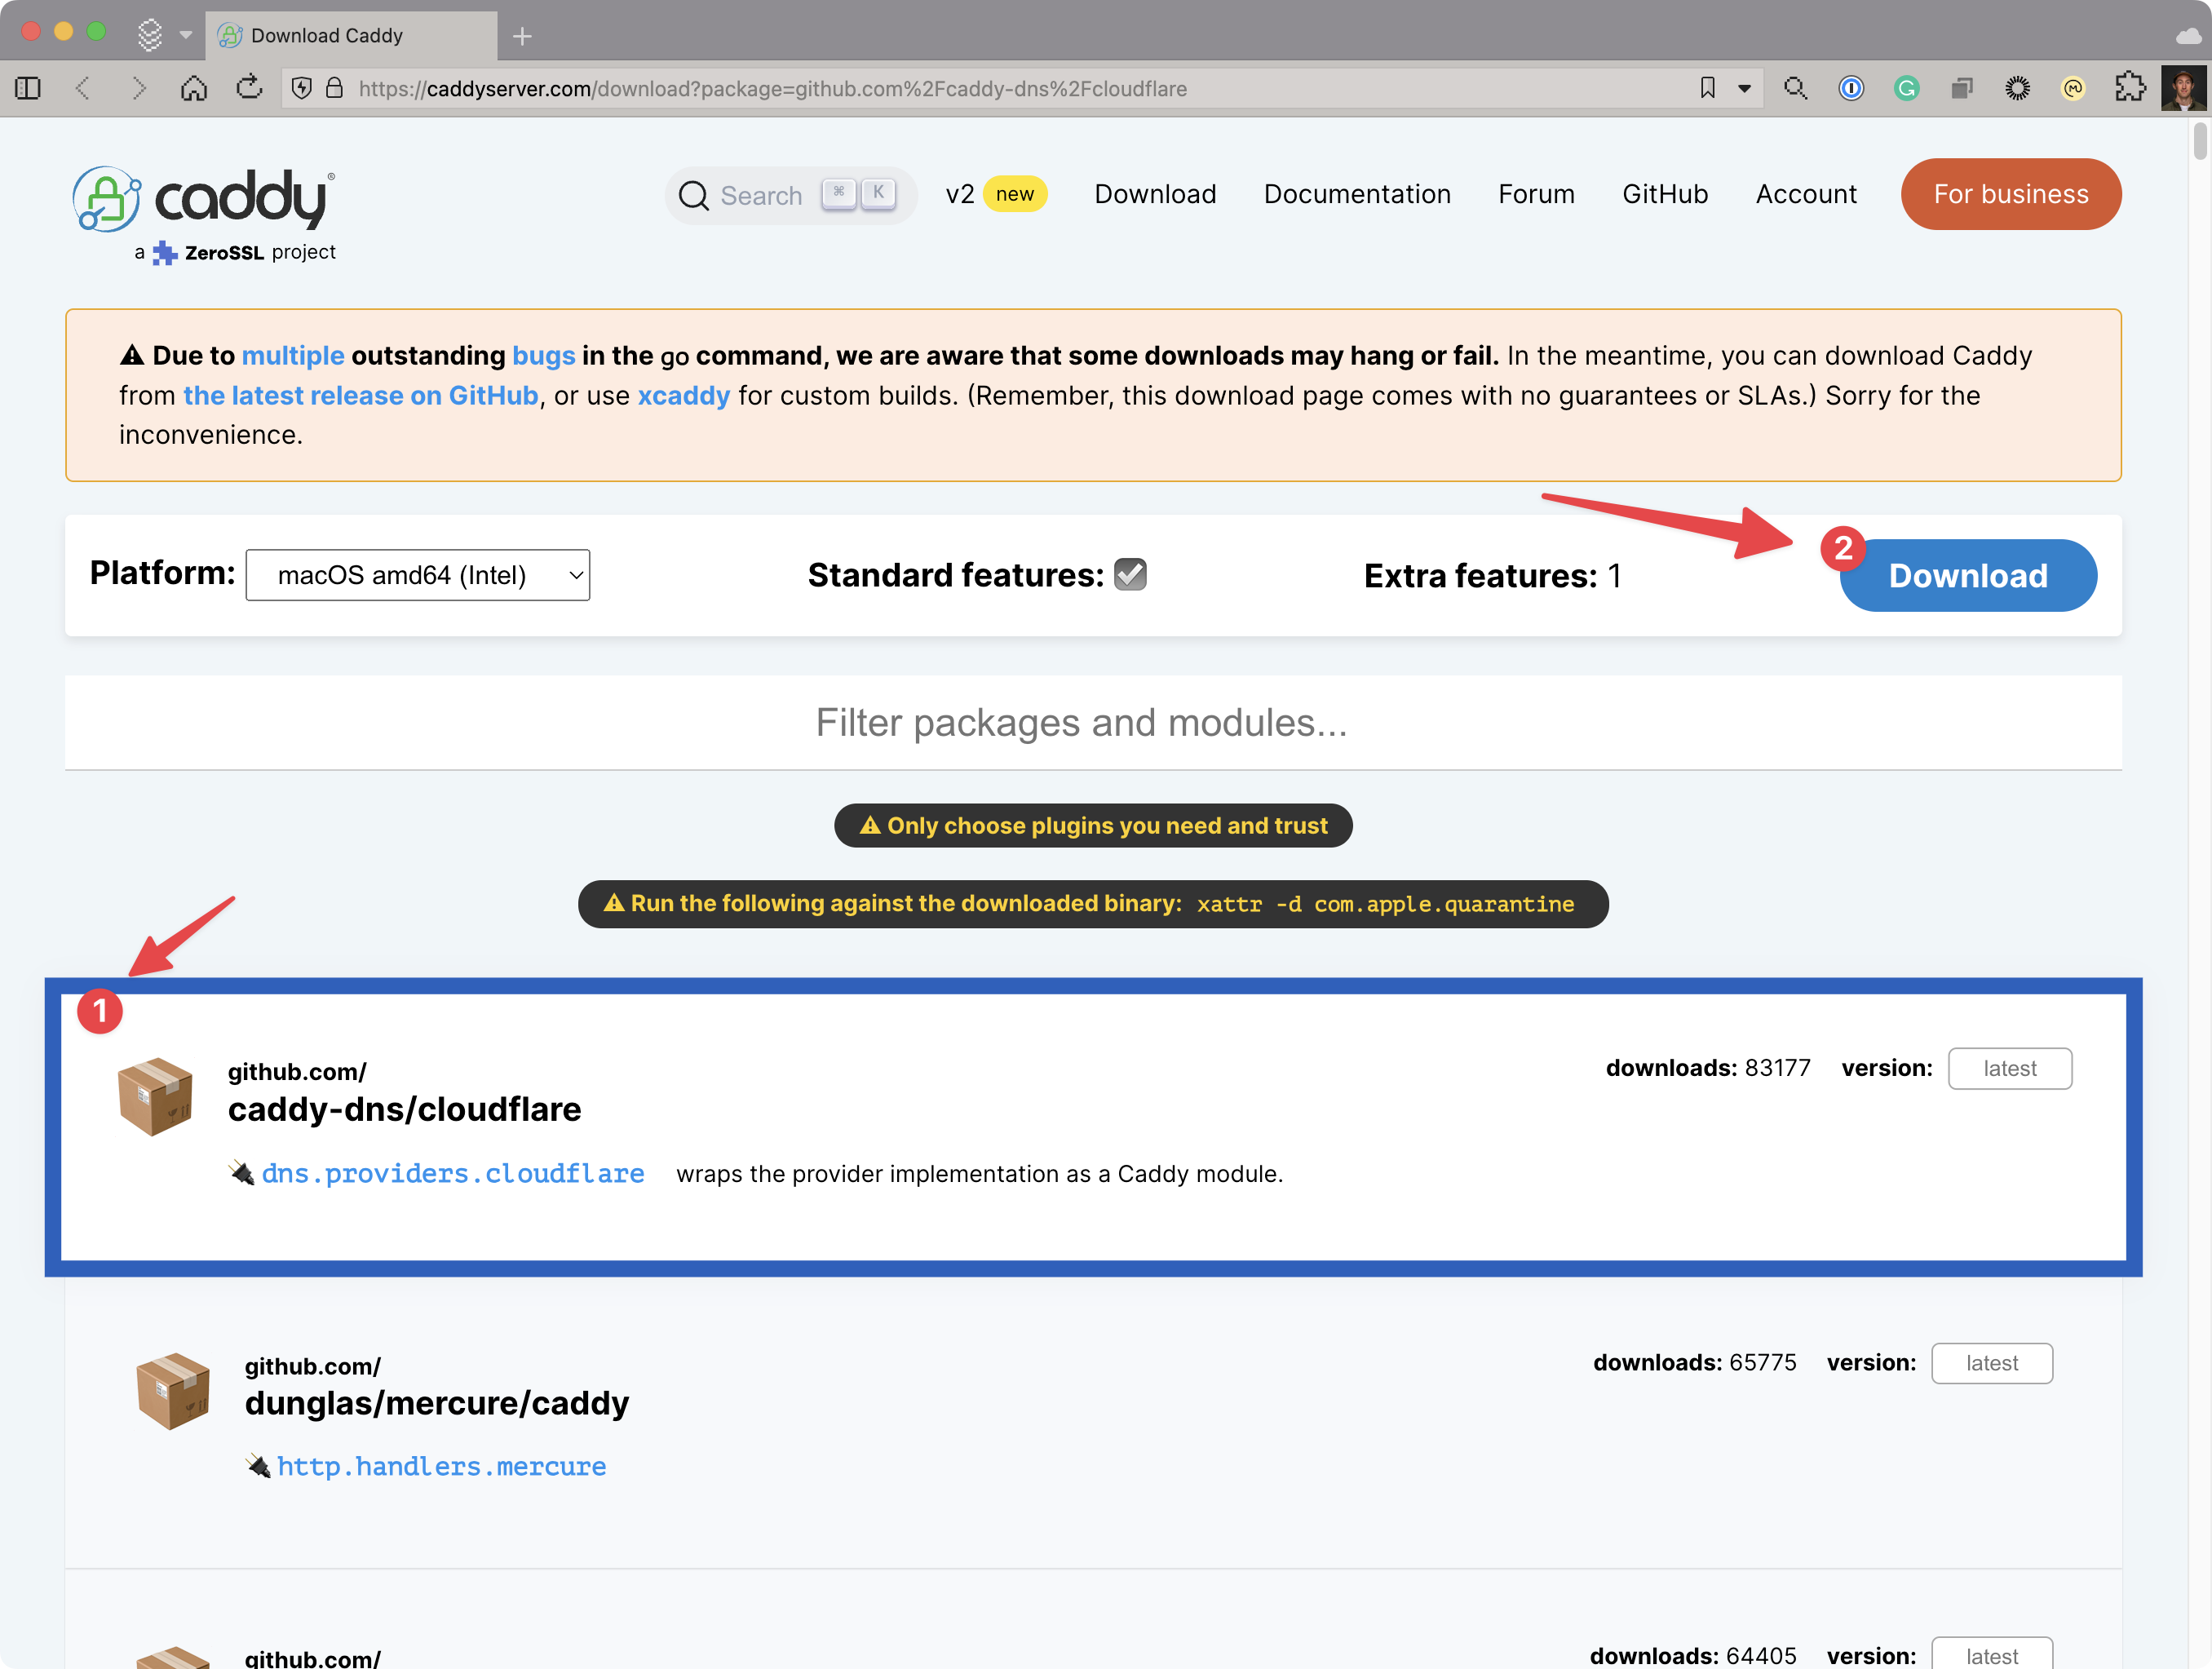 Download Caddy
https://caddyserver.com/download?package=github.com%2Fcaddy-dns%2Fcloudflare
caddy®
a ZeroSSL project
Search ⌘ K
v2 new
Download
Documentation
Forum
GitHub
Account
For business
⚠ Due to multiple outstanding bugs in the go command, we are aware that some downloads may hang or fail. In the meantime, you can download Caddy
from the latest release on GitHub, or use xcaddy for custom builds. (Remember, this download page comes with no guarantees or SLAs.) Sorry for the
inconvenience.
Platform: macOS amd64 (Intel)
Standard features:
Extra features: 1
2
Download
Filter packages and modules...
⚠ Only choose plugins you need and trust
⚠ Run the following against the downloaded binary: xattr -d com.apple.quarantine
1
github.com/
caddy-dns/cloudflare
downloads: 83177 version: latest
dns.providers.cloudflare wraps the provider implementation as a Caddy module.
github.com/
dunglas/mercure/caddy
downloads: 65775 version: latest
http.handlers.mercure
github.com/
downloads: 64405 version: latest